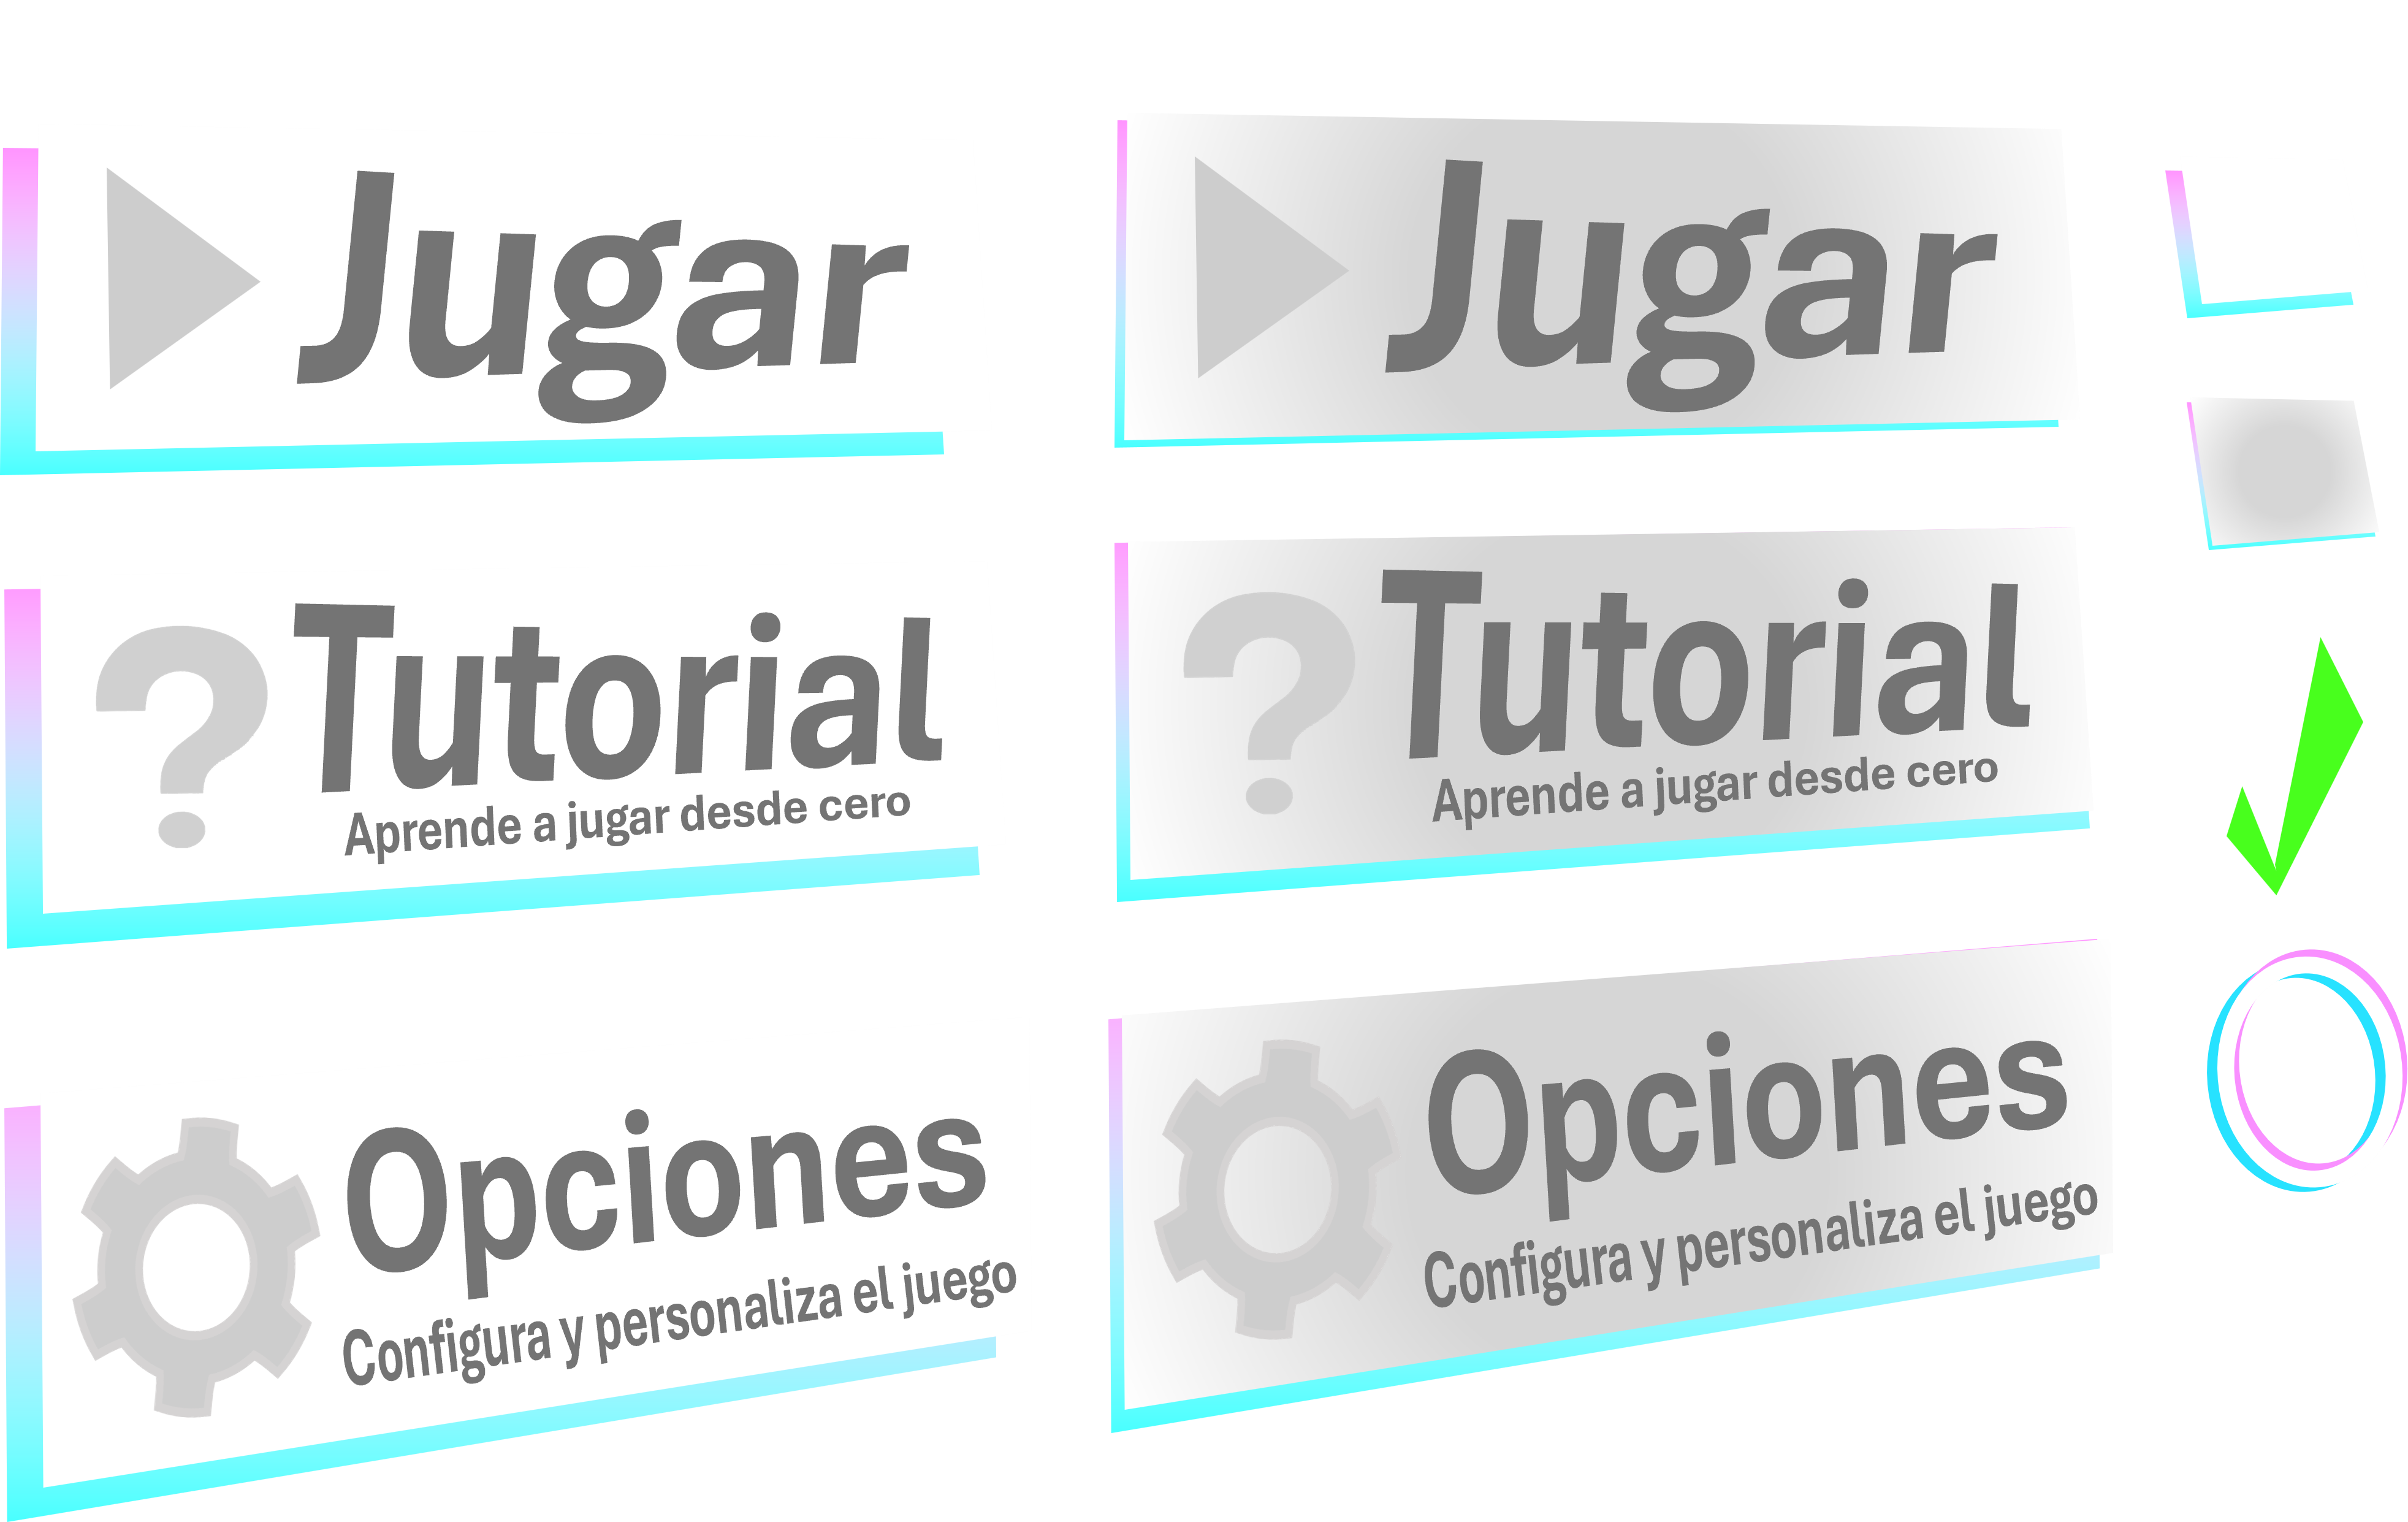 Jugar
Tutorial
Aprende a jugar desde cero
Opciones
Configura y personaliza el juego
Jugar
Tutorial
Aprende a jugar desde cero
Opciones
Configura y personaliza el juego